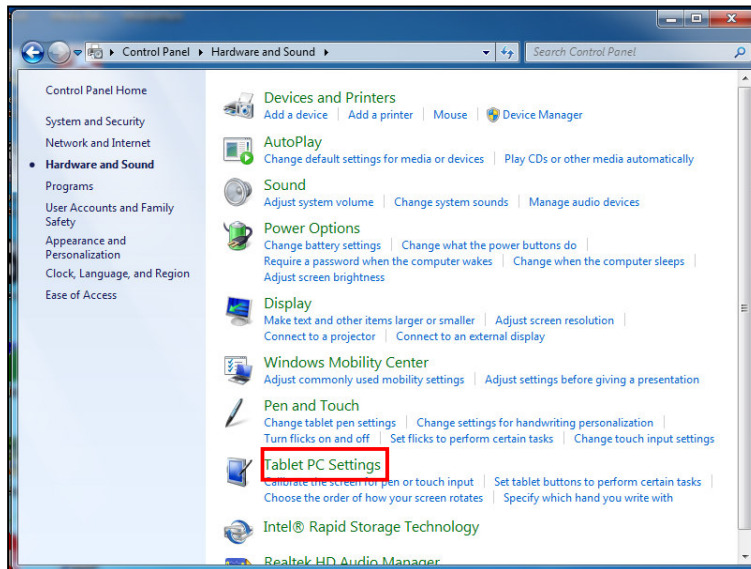 Control Panel Hardware and Sound
Search Control Panel
Control Panel Home
System and Security
Network and Internet
Hardware and Sound
Programs
User Accounts and Family
Safety
Appearance and
Personalization
Clock, Language, and Region
Ease of Access
Devices and Printers
Add a device Add a printer Mouse Device Manager
AutoPlay
Change default settings for media or devices Play CDs or other media automatically
Sound
Adjust system volume Change system sounds Manage audio devices
Power Options
Change battery settings Change what the power buttons do
Require a password when the computer wakes Change when the computer sleeps
Adjust screen brightness
Display
Make text and other items larger or smaller Adjust screen resolution
Connect to a projector Connect to an external display
Windows Mobility Center
Adjust commonly used mobility settings Adjust settings before giving a presentation
Pen and Touch
Change tablet pen settings Change settings for handwriting personalization
Turn flicks on and off Set flicks to perform certain tasks Change touch input settings
Tablet PC Settings
Calibrate the screen for pen or touch input Set tablet buttons to perform certain tasks
Choose the order of how your screen rotates Specify which hand you write with
Intel® Rapid Storage Technology
Realtek HD Audio Manager